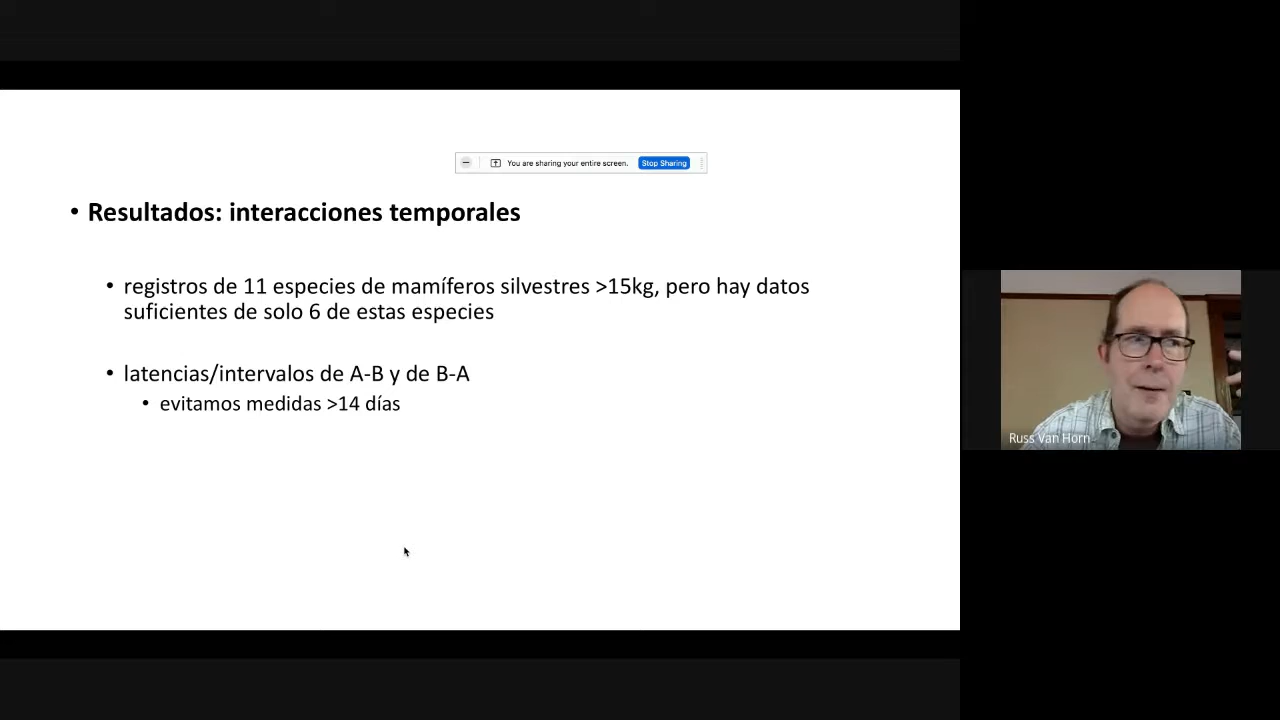 You are sharing your entire screen. Stop Sharing
• Resultados: interacciones temporales
• registros de 11 especies de mamíferos silvestres >15kg, pero hay datos
suficientes de solo 6 de estas especies
• latencias/intervalos de A-B y de B-A
• evitamos medidas >14 días
Russ Van Horn